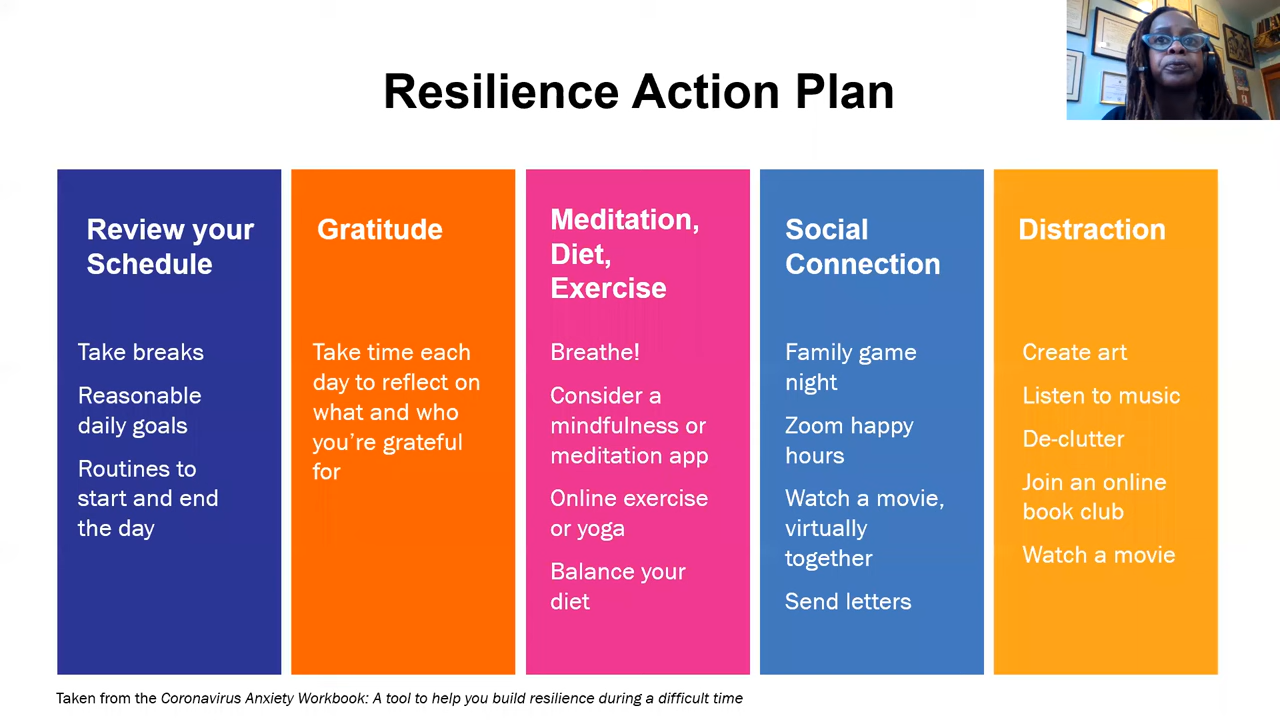 Resilience Action Plan
Review your
Schedule
Take breaks
Reasonable
daily goals
Routines to
start and end
the day
Gratitude
Take time each
day to reflect on
what and who
you’re grateful
for
Meditation,
Diet,
Exercise
Breathe!
Consider a
mindfulness or
meditation app
Online exercise
or yoga
Balance your
diet
Social
Connection
Family game
night
Zoom happy
hours
Watch a movie,
virtually
together
Send letters
Distraction
Create art
Listen to music
De-clutter
Join an online
book club
Watch a movie
Taken from the Coronavirus Anxiety Workbook: A tool to help you build resilience during a difficult time